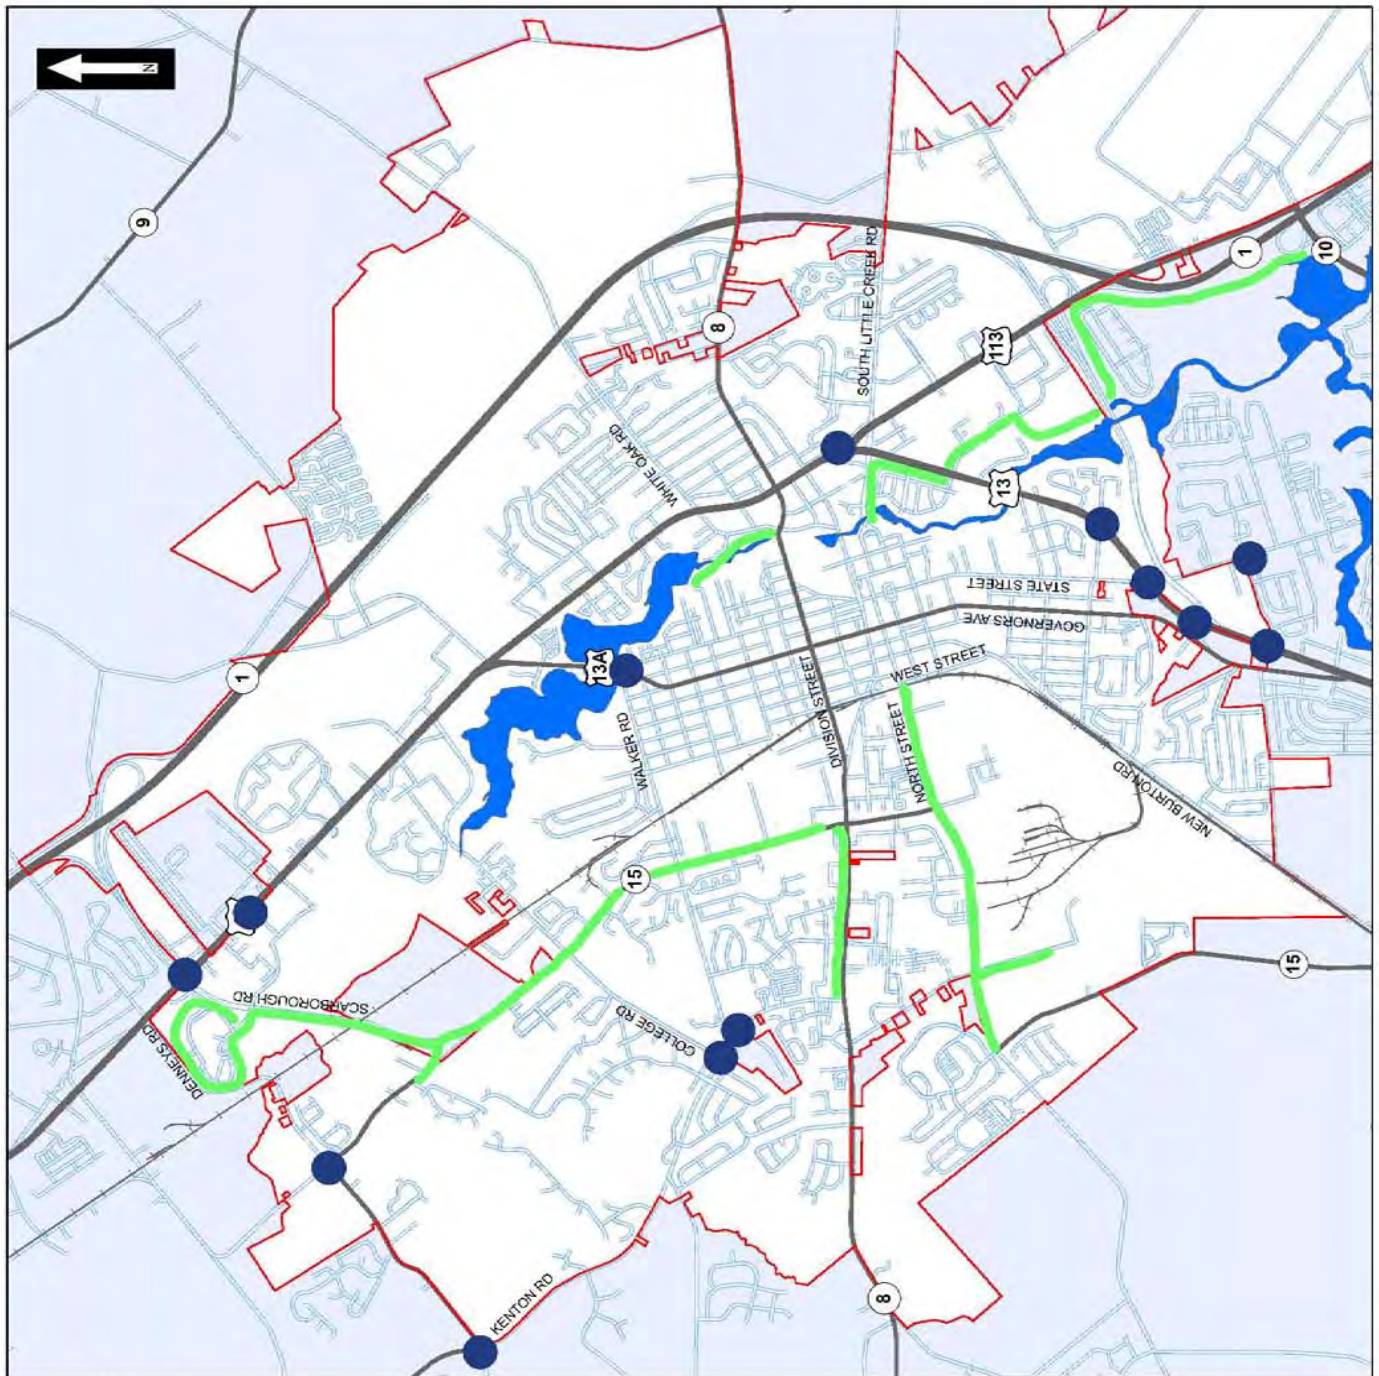 N
9
1
8
WHITE OAK RD
SOUTH LITTLE CREEK RD
1
10
113
13
13A
STATE STREET
GOVERNORS AVE
WEST STREET
DIVISION STREET
WALKER RD
NORTH STREET
NEW BURTON RD
15
SCARBOROUGH RD
DENNEYS RD
COLLEGE RD
15
KENTON RD
8